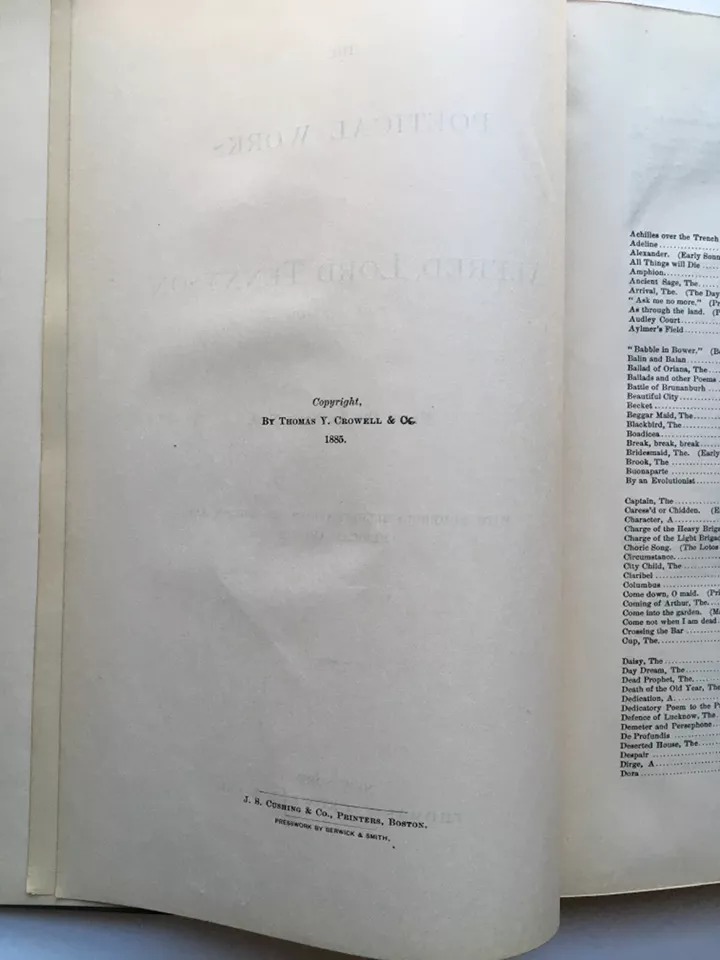 Copyright,
BY THOMAS Y. CROWELL & Oc.
1885.
J. S. CUSHING & CO., PRINTERS, BOSTON.
PRESSWORK BY BERWICK & SMITH.
Achilles over the Trench
Adeline
Alexander. (Early Sonn
All Things will Die
Amphion.
Ancient Sage, The
Arrival, The. (The Day
" Ask me no more." (Pr
As through the land. (P
Audley Court
Aylmer's Field
"Babble in Bower." (B
Balin and Balan
Ballad of Oriana, The
Ballads and other Poems
Battle of Brunanburh
Beautiful City
Becket
Beggar Maid, The
Blackbird, The
Boadicea
Break, break, break
Bridesmaid, The. (Early
Brook, The
Buonaparte
By an Evolutionist
Captain, The
Caress'd or Chidden. (E
Character, A
Charge of the Heavy Briga
Charge of the Light Brigad
Choric Song. (The Lotos
Circumstance
City Child, The
Claribel
Columbus
Come down, O maid. (Pri
Coming of Arthur, The
Come into the garden. (Ma
Come not when I am dead
Crossing the Bar
Cup, The
Daisy, The
Day Dream, The
Dead Prophet, The
Death of the Old Year, The
Dedication, A
Dedicatory Poem to the P
Defence of Lucknow, The
Demeter and Persephone
De Profundis
Deserted House, The
Despair
Dirge, A
Dora